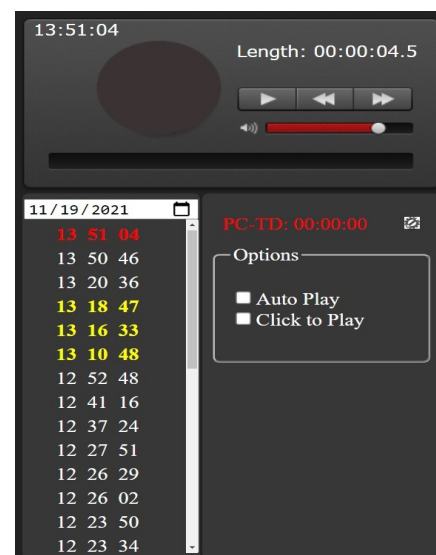 13:51:04
Length: 00:00:04.5
11/19/2021
13 51 04
13 50 46
13 20 36
13 18 47
13 16 33
13 10 48
12 52 48
12 41 16
12 37 24
12 27 51
12 26 29
12 26 02
12 23 50
12 23 34
PC-TD: 00:00:00
Options
Auto Play
Click to Play